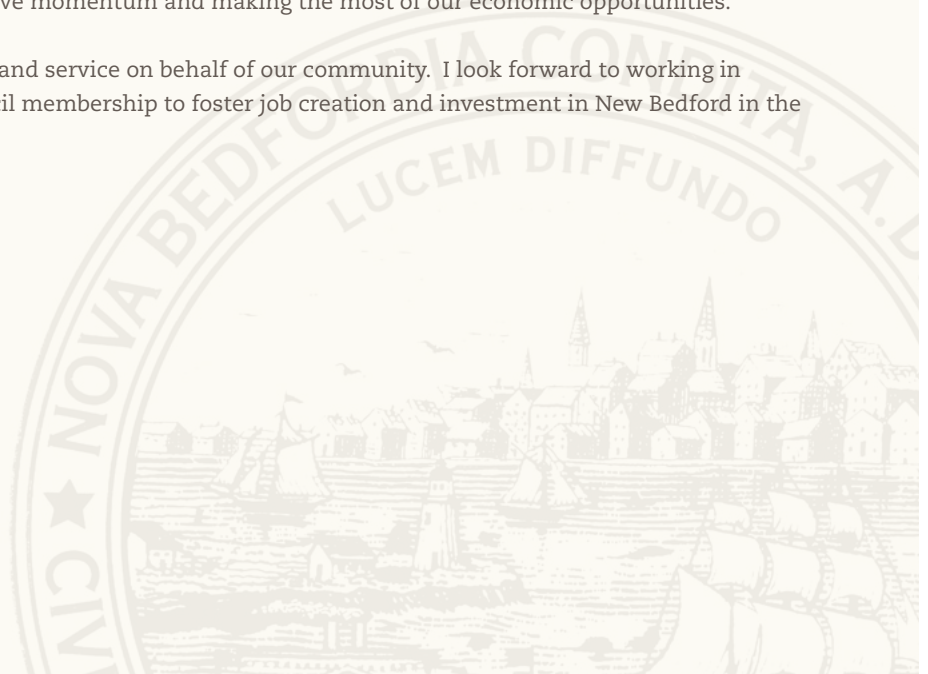 ve momentum and making the most of our economic opportunities.
and service on behalf of our community.  I look forward to working in
cil membership to foster job creation and investment in New Bedford in the
NOVA BEDFORDIA CONDITA, A.D
LUCEM DIFFUNDO
★ CIV